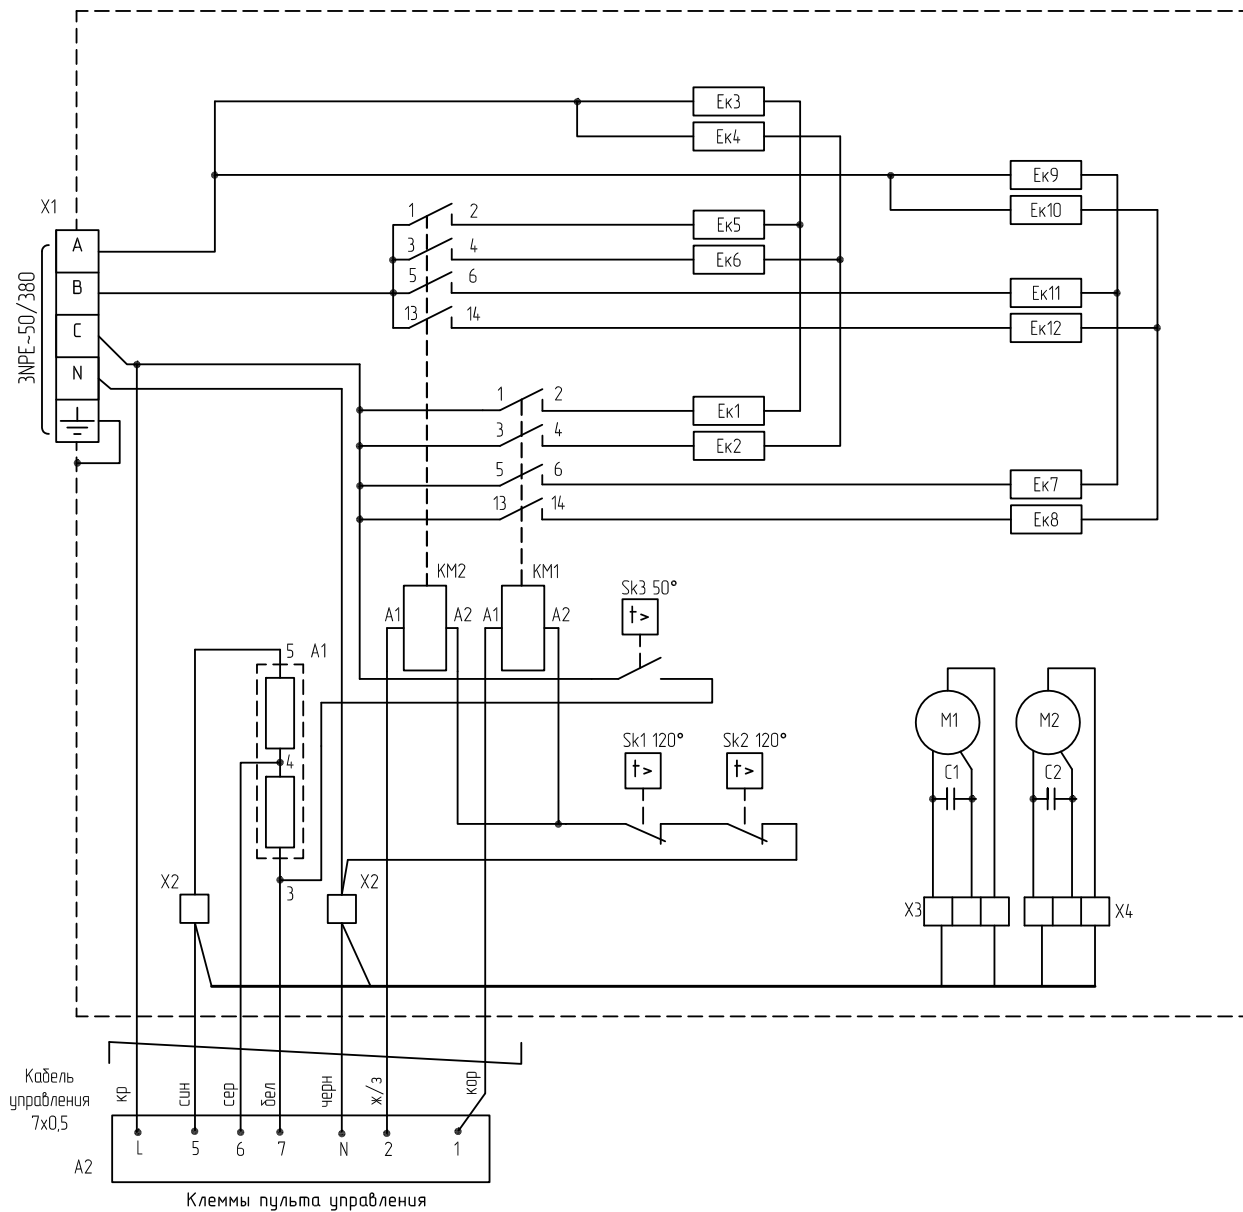 Ек3
Ек4
Ек9
Ек10
X1
1 2
Ек5
A
3 4
Ек6
B
5 6
Ек11
13 14
Ек12
C
3NPE~50/380
N
1 2
Ек1
3 4
Ек2
5 6
Ек7
13 14
Ек8
KM2
KM1
Sk3 50°
t>
A1 A2 A1 A2
5 A1
M1
M2
Sk1 120°
Sk2 120°
t>
t>
4
C1
C2
X2
3
X2
X3
X4
Кабель
управления
7х0,5
кр
син
сер
бел
черн
ж/з
кор
L 5 6 7 N 2 1
A2
Клеммы пульта управления